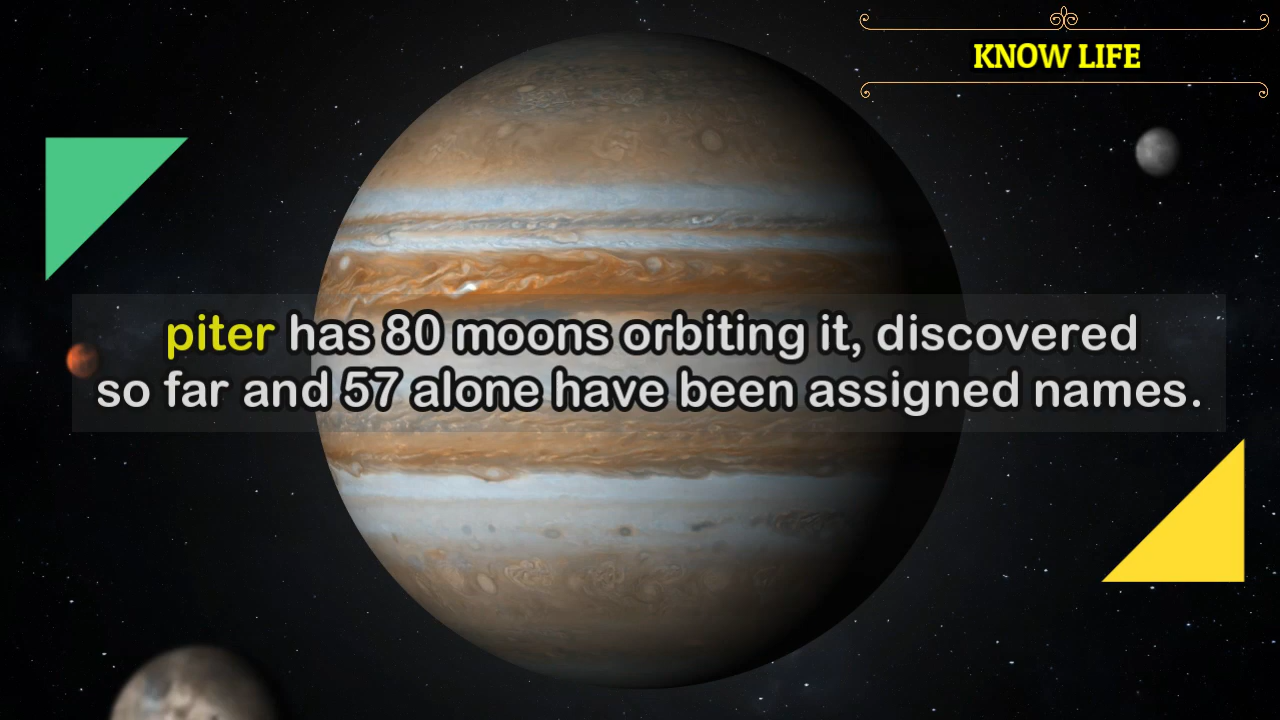 KNOW LIFE
piter has 80 moons orbiting it, discovered
so far and 57 alone have been assigned names.